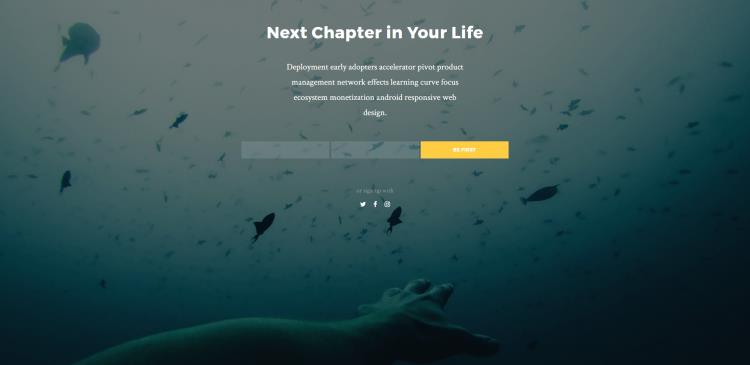 Next Chapter in Your Life
Deployment early adopters accelerator pivot product
management network effects learning curve focus
ecosystem monetization android responsive web
design.
BE FIRST
or sign up with